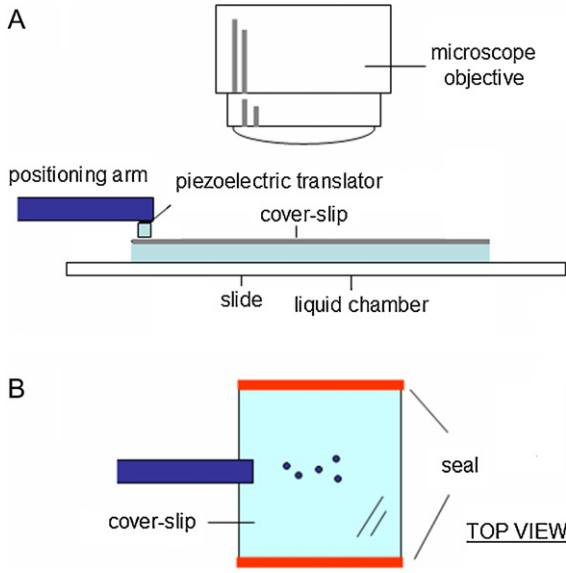 A
microscope
objective
positioning arm
piezoelectric translator
cover-slip
slide
liquid chamber
B
seal
cover-slip
TOP VIEW